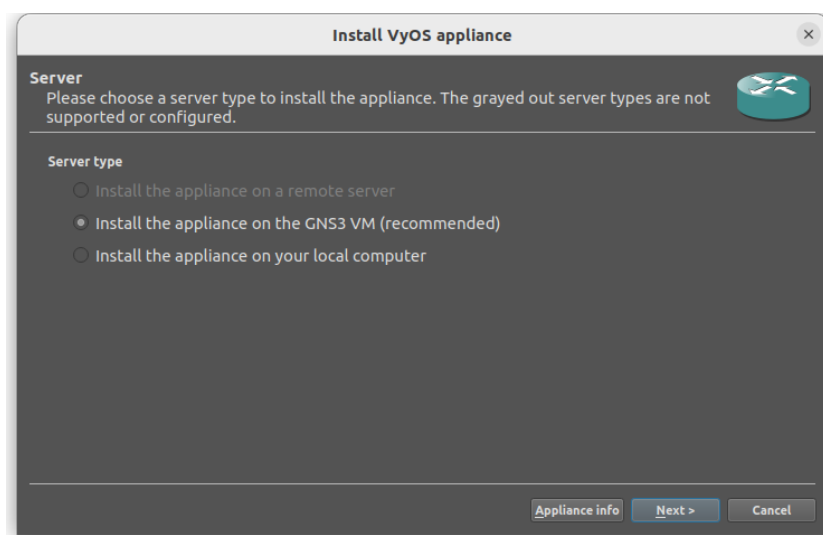 Install VyOS appliance
Server
Please choose a server type to install the appliance. The grayed out server types are not
supported or configured.
Server type
Install the appliance on a remote server
Install the appliance on the GNS3 VM (recommended)
Install the appliance on your local computer
Appliance info
Next >
Cancel